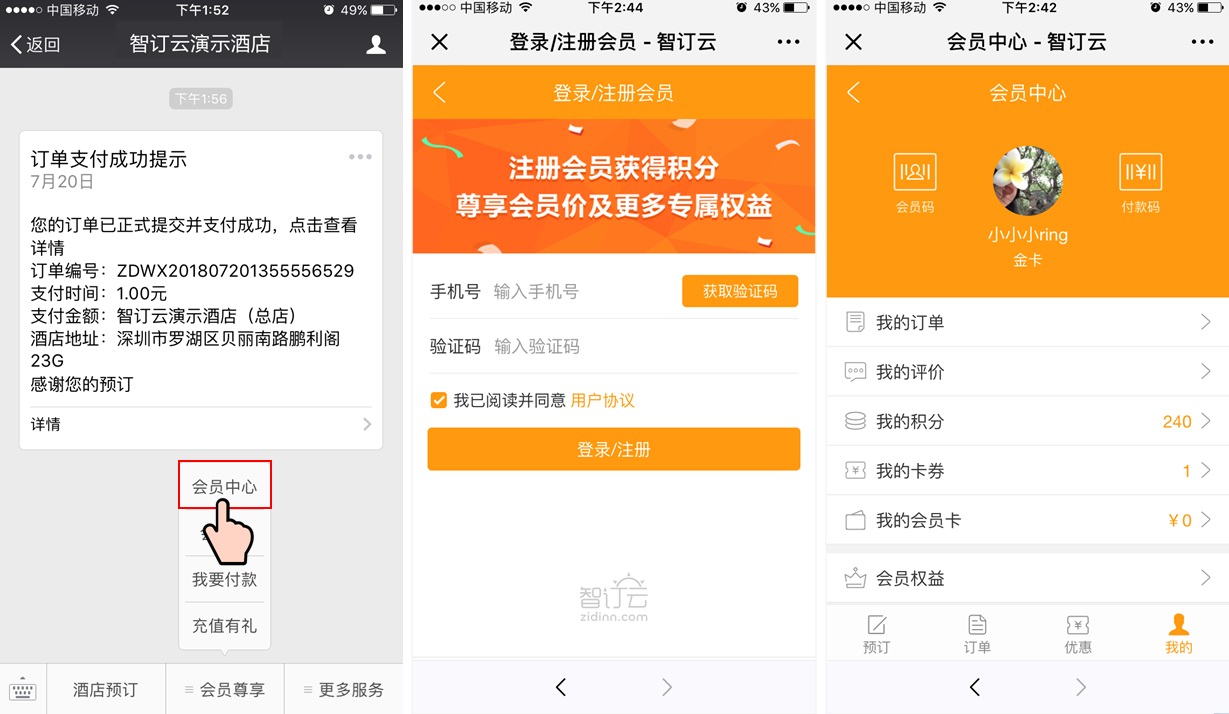 中国移动 下午1:52 49%
返回 智订云演示酒店
下午1:56
订单支付成功提示
7月20日
您的订单已正式提交并支付成功，点击查看
详情
订单编号：ZDWX201807201355556529
支付时间：1.00元
支付金额：智订云演示酒店（总店）
酒店地址：深圳市罗湖区贝丽南路鹏利阁
23G
感谢您的预订
详情
会员中心
我要付款
充值有礼
酒店预订 会员尊享 更多服务
中国移动 下午2:44 43%
登录/注册会员 - 智订云
登录/注册会员
注册会员获得积分
尊享会员价及更多专属权益
手机号 输入手机号 获取验证码
验证码 输入验证码
我已阅读并同意 用户协议
登录/注册
智订云
zidinn.com
中国移动 下午2:42 43%
会员中心 - 智订云
会员中心
会员码 付款码
小小小ring
金卡
我的订单
我的评价
我的积分 240
我的卡券 1
我的会员卡 ¥0
会员权益
预订 订单 优惠 我的